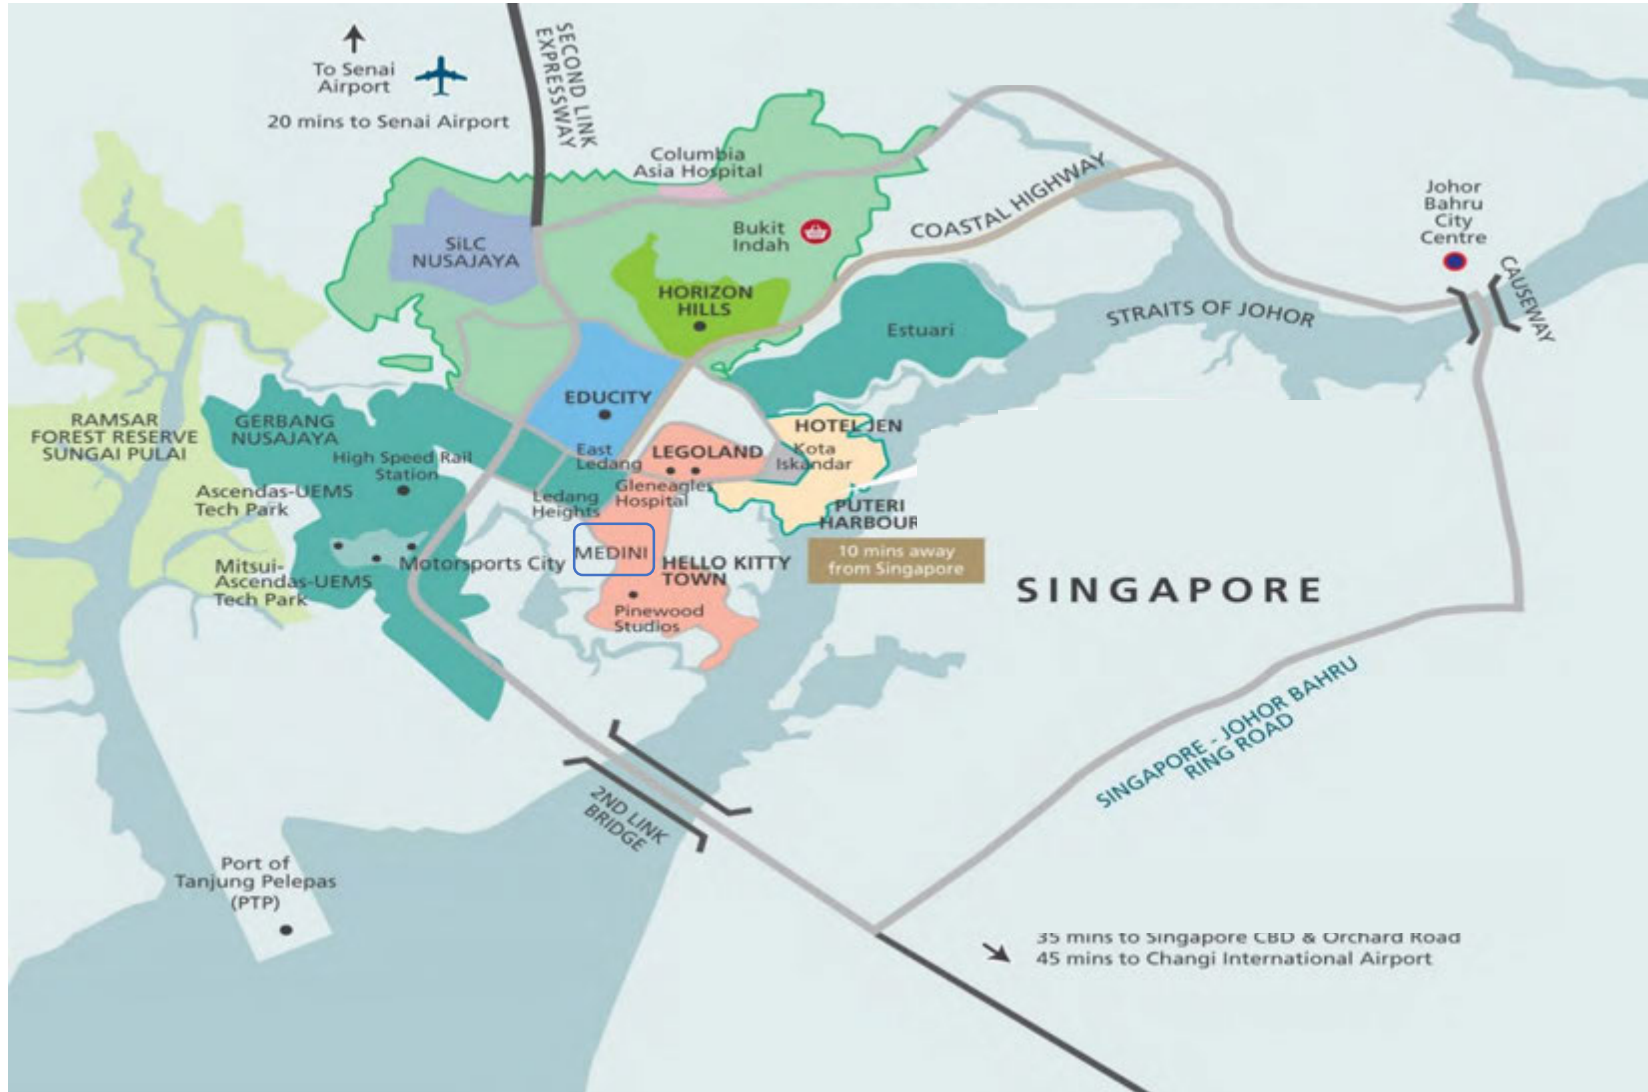 To Senai
Airport
20 mins to Senai Airport
SECOND LINK
EXPRESSWAY
Columbia
Asia Hospital
Bukit
Indah
SiLC
NUSAJAYA
HORIZON
HILLS
COASTAL HIGHWAY
Johor
Bahru
City
Centre
CAUSEWAY
STRAITS OF JOHOR
Estuari
EDUCITY
RAMSAR
FOREST RESERVE
SUNGAI PULAI
GERBANG
NUSAJAYA
High Speed Rail
Station
Ascendas-UEMS
Tech Park
East
Ledang
LEGOLAND
HOTEL JEN
Kota
Iskandar
Gleneagles
Hospital
Ledang
Heights
PUTERI
HARBOUR
Mitsui-
Ascendas-UEMS
Tech Park
Motorsports City
MEDINI
HELLO KITTY
TOWN
10 mins away
from Singapore
Pinewood
Studios
SINGAPORE
SINGAPORE - JOHOR BAHRU
RING ROAD
2ND LINK
BRIDGE
Port of
Tanjung Pelepas
(PTP)
35 mins to Singapore CBD & Orchard Road
45 mins to Changi International Airport